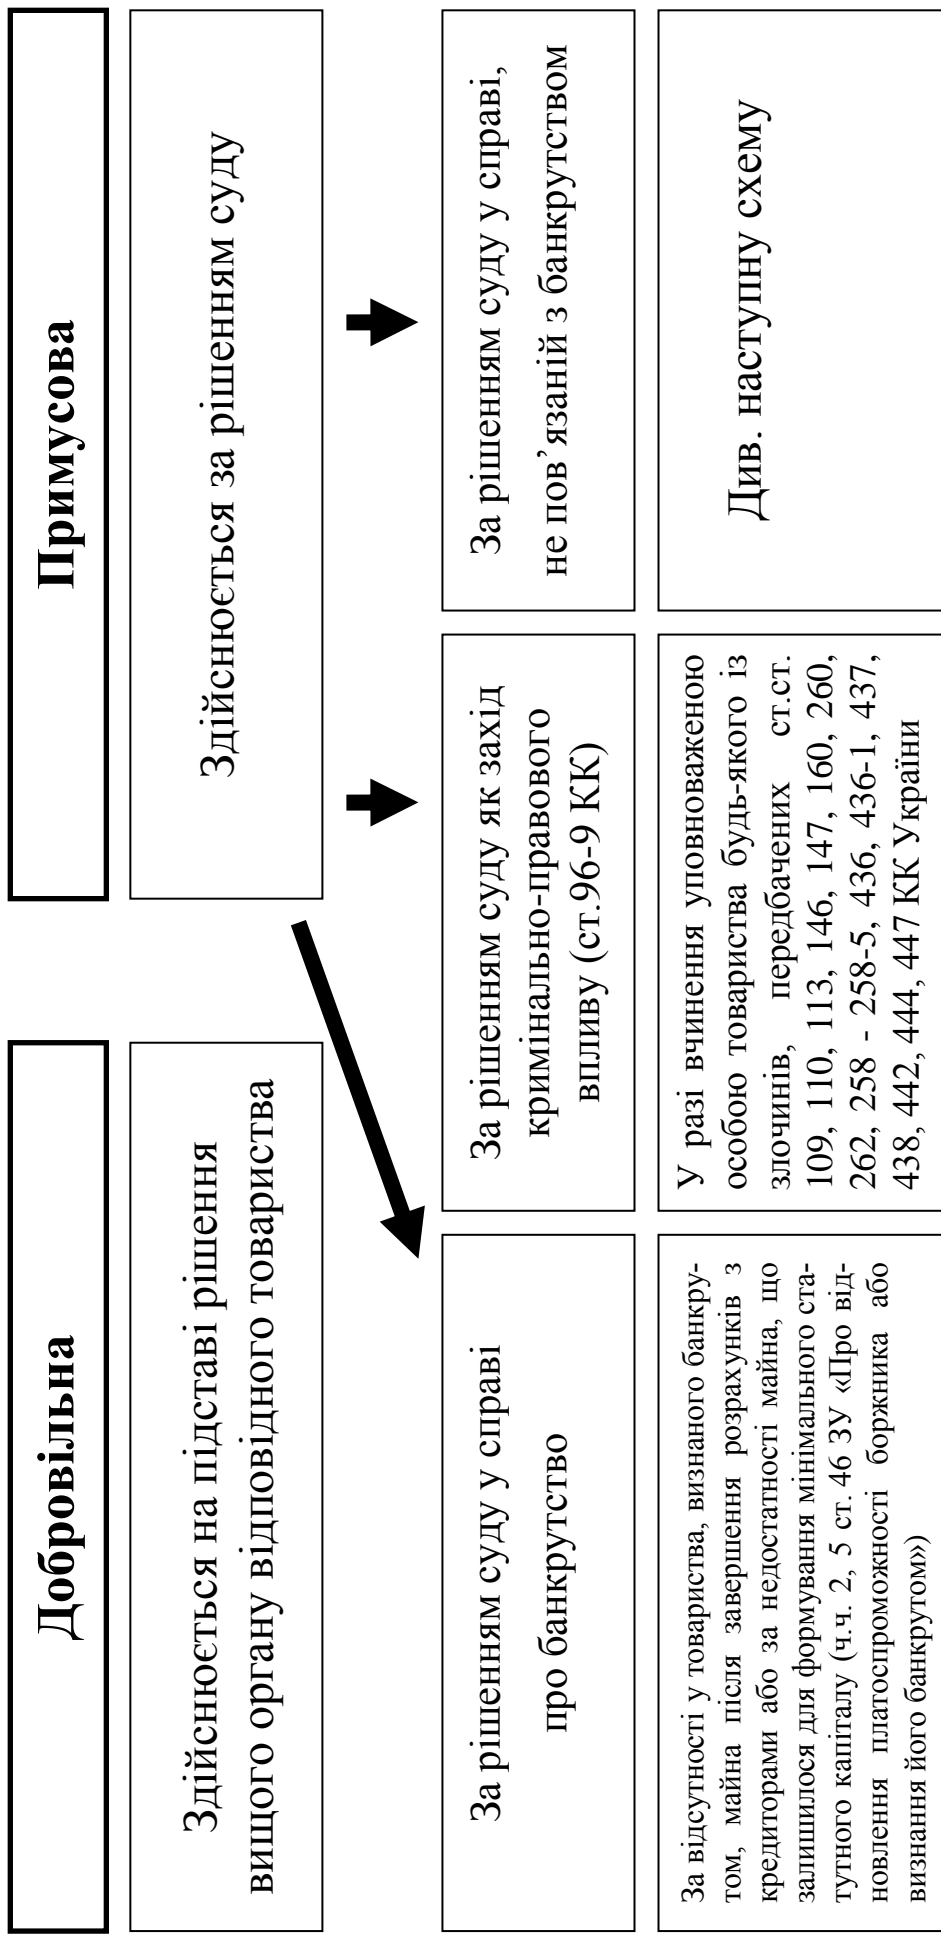 Добровільна
Примусова
Здійснюється на підставі рішення
вищого органу відповідного товариства
Здійснюється за рішенням суду
За рішенням суду у справі
про банкрутство
За рішенням суду як захід
кримінально-правового
впливу (ст.96-9 КК)
За рішенням суду у справі,
не пов’язаній з банкрутством
За відсутності у товариства, визнаного банкру-
том, майна після завершення розрахунків з
кредиторами або за недостатності майна, що
залишилося для формування мінімального ста-
тутного капіталу (ч.ч. 2, 5 ст. 46 ЗУ «Про від-
новлення платоспроможності боржника або
визнання його банкрутом»)
У разі вчинення уповноваженою
особою товариства будь-якого із
злочинів, передбачених ст.ст.
109, 110, 113, 146, 147, 160, 260,
262, 258 - 258-5, 436, 436-1, 437,
438, 442, 444, 447 КК України
Див. наступну схему